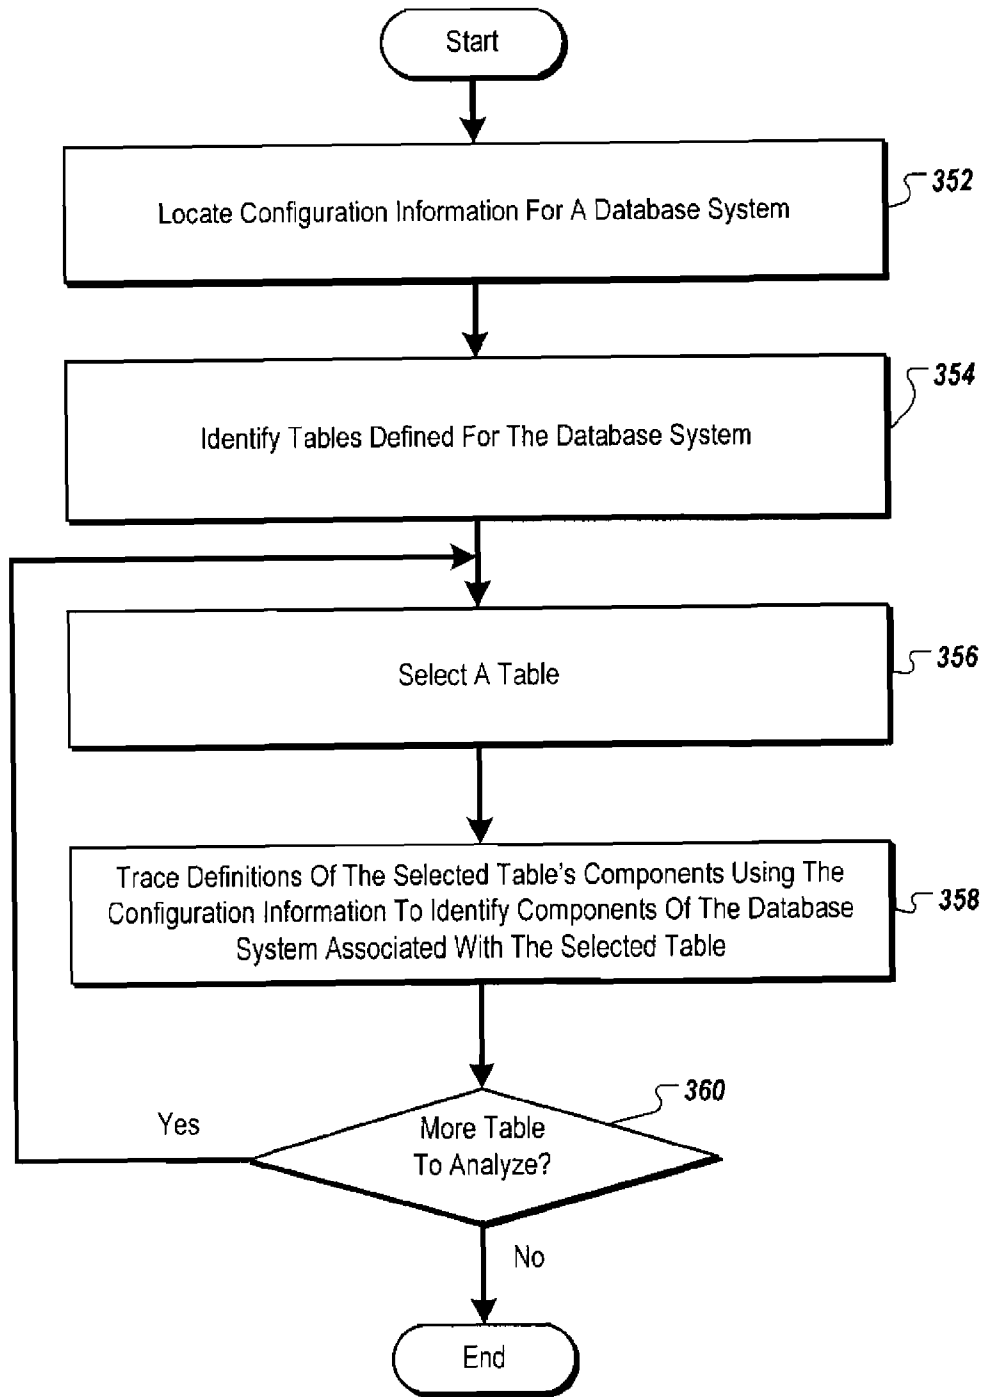 Start
Locate Configuration Information For A Database System
352
Identify Tables Defined For The Database System
354
Select A Table
356
Trace Definitions Of The Selected Table's Components Using The
Configuration Information To Identify Components Of The Database
System Associated With The Selected Table
358
More Table
To Analyze?
360
Yes
No
End